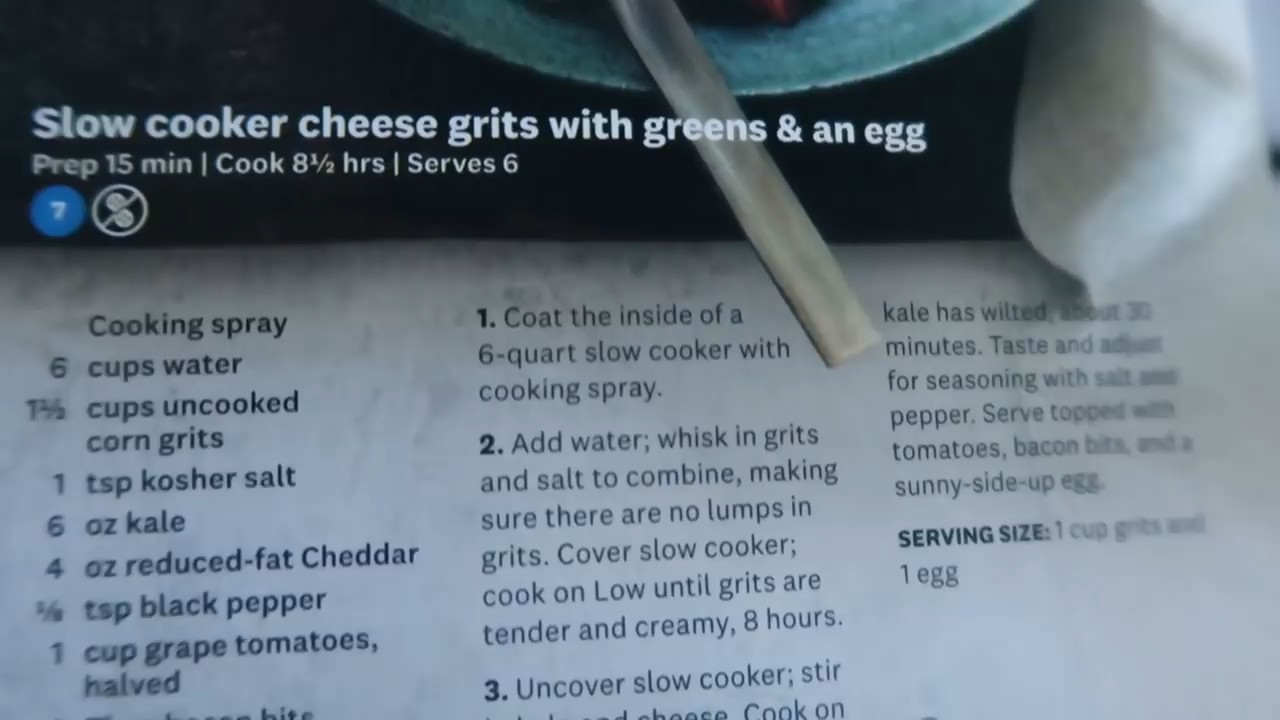 Slow cooker cheese grits with greens & an egg
Prep 15 min | Cook 8½ hrs | Serves 6
7
Cooking spray
6 cups water
1½ cups uncooked
corn grits
1 tsp kosher salt
6 oz kale
4 oz reduced-fat Cheddar
tsp black pepper
1 cup grape tomatoes,
halved
bits
1. Coat the inside of a
6-quart slow cooker with
cooking spray.
2. Add water; whisk in grits
and salt to combine, making
sure there are no lumps in
grits. Cover slow cooker;
cook on Low until grits are
tender and creamy, 8 hours.
3. Uncover slow cooker; stir
cheese. Cook on
kale has wilted, about 30
minutes. Taste and adjust
for seasoning with salt and
pepper. Serve topped with
tomatoes, bacon bits, and a
sunny-side-up egg.
SERVING SIZE: 1 cup grits and
1 egg